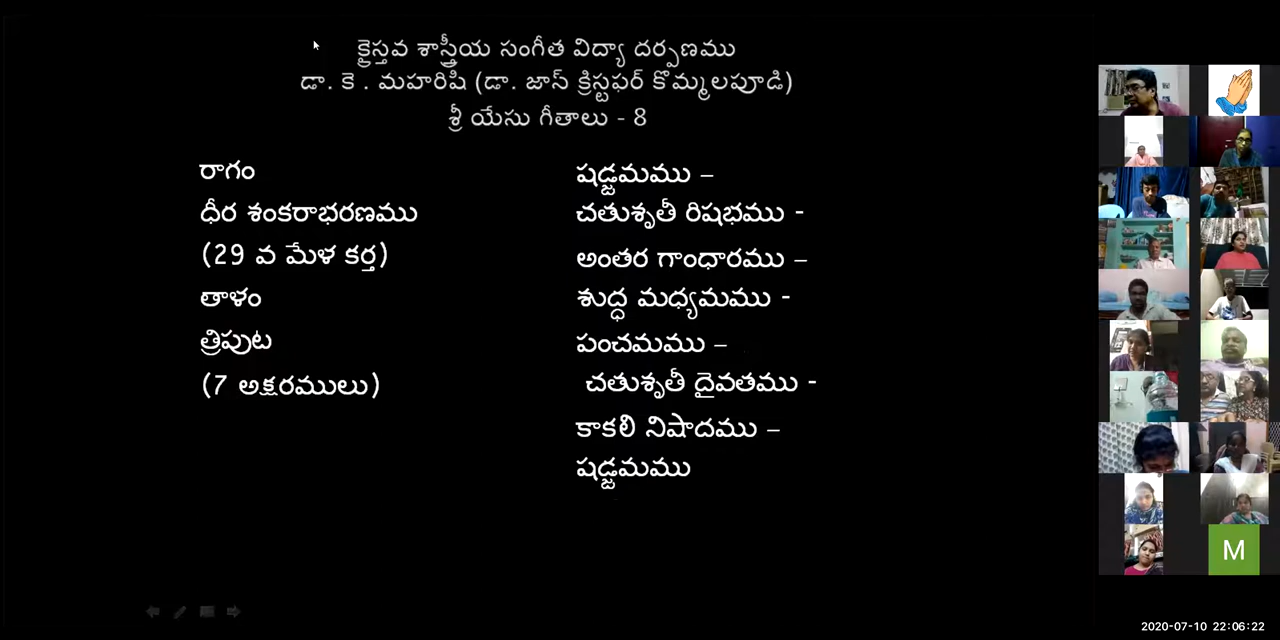 క్రైస్తవ శాస్త్రీయ సంగీత విద్యా దర్పణము
డా. కె . మహరిషి (డా. జాస్ క్రిస్టఫర్ కొమ్మలపూడి)
శ్రీ యేసు గీతాలు - 8
రాగం
ధీర శంకరాభరణము
(29 వ మేళ కర్త)
తాళం
త్రిపుట
(7 అక్షరములు)
షడ్జమము –
చతుశృతీ రిషభము -
అంతర గాంధారము –
శుద్ధ మధ్యమము -
పంచమము –
చతుశృతీ దైవతము -
కాకలి నిషాదము –
షడ్జమము
M
2020-07-10 22:06:22